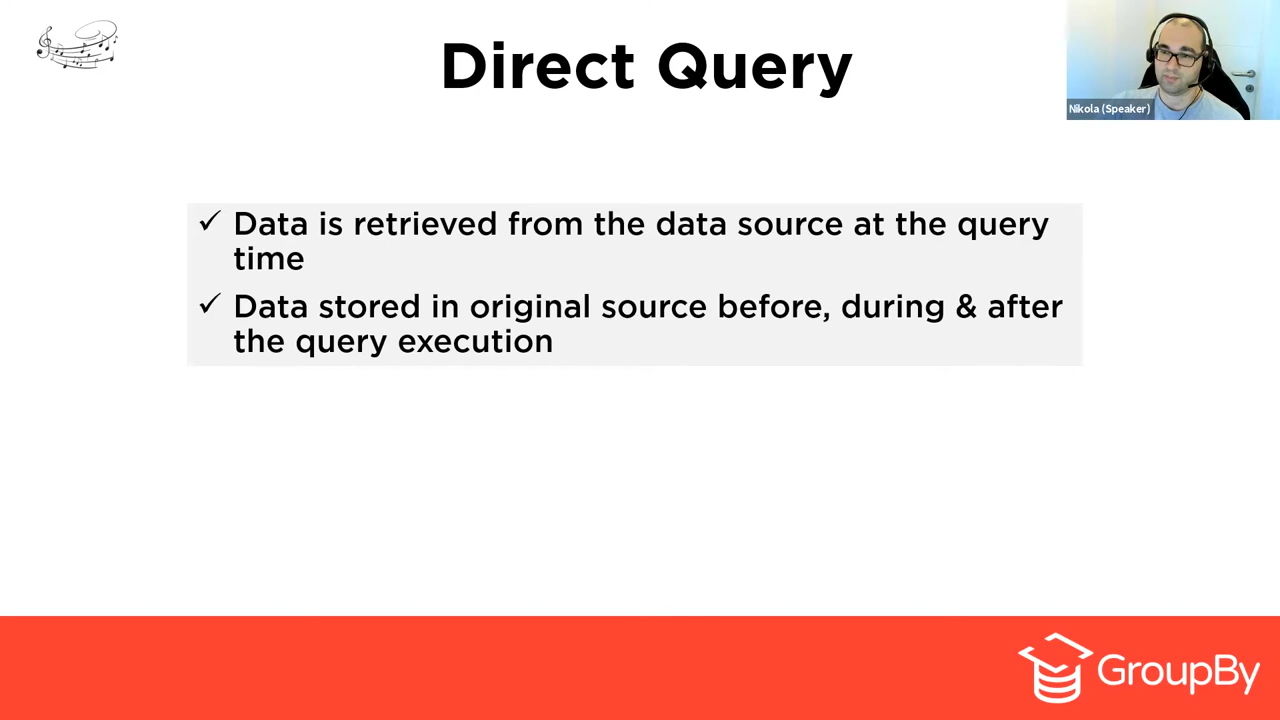 Direct Query
Nikola (Speaker)
✓ Data is retrieved from the data source at the query
time
✓ Data stored in original source before, during & after
the query execution
GroupBy